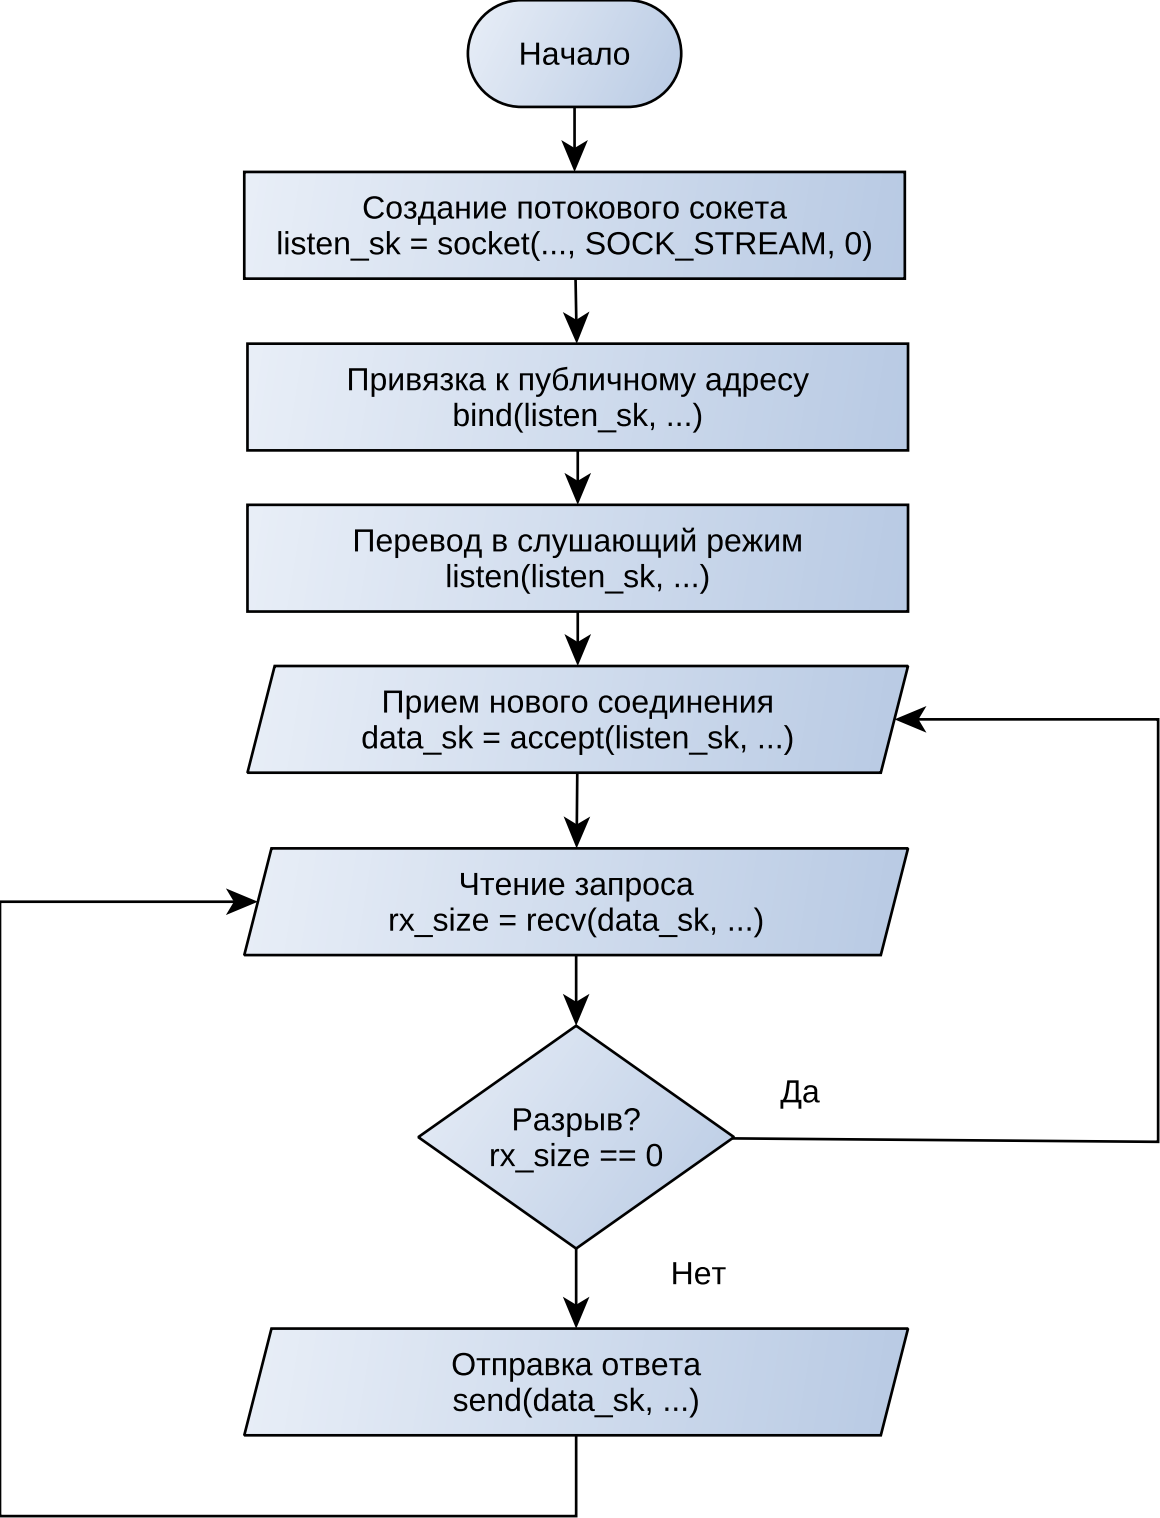 Начало
Создание потокового сокета
listen_sk = socket(..., SOCK_STREAM, 0)
Привязка к публичному адресу
bind(listen_sk, ...)
Перевод в слушающий режим
listen(listen_sk, ...)
Прием нового соединения
data_sk = accept(listen_sk, ...)
Чтение запроса
rx_size = recv(data_sk, ...)
Да
Разрыв?
rx_size == 0
Нет
Отправка ответа
send(data_sk, ...)